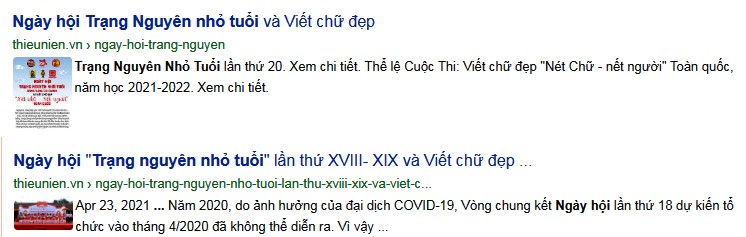 Ngày hội Trạng Nguyên nhỏ tuổi và Viết chữ đẹp
thieunien.vn › ngay-hoi-trang-nguyen
Trạng Nguyên Nhỏ Tuổi lần thứ 20. Xem chi tiết. Thể lệ Cuộc Thi: Viết chữ đẹp "Nét Chữ - nết người" Toàn quốc,
năm học 2021-2022. Xem chi tiết.
Ngày hội "Trạng nguyên nhỏ tuổi" lần thứ XVIII- XIX và Viết chữ đẹp ...
thieunien.vn › ngay-hoi-trang-nguyen-nho-tuoi-lan-thu-xviii-xix-va-viet-c...
Apr 23, 2021 ... Năm 2020, do ảnh hưởng của đại dịch COVID-19, Vòng chung kết Ngày hội lần thứ 18 dự kiến tổ
chức vào tháng 4/2020 đã không thể diễn ra. Vì vậy ...